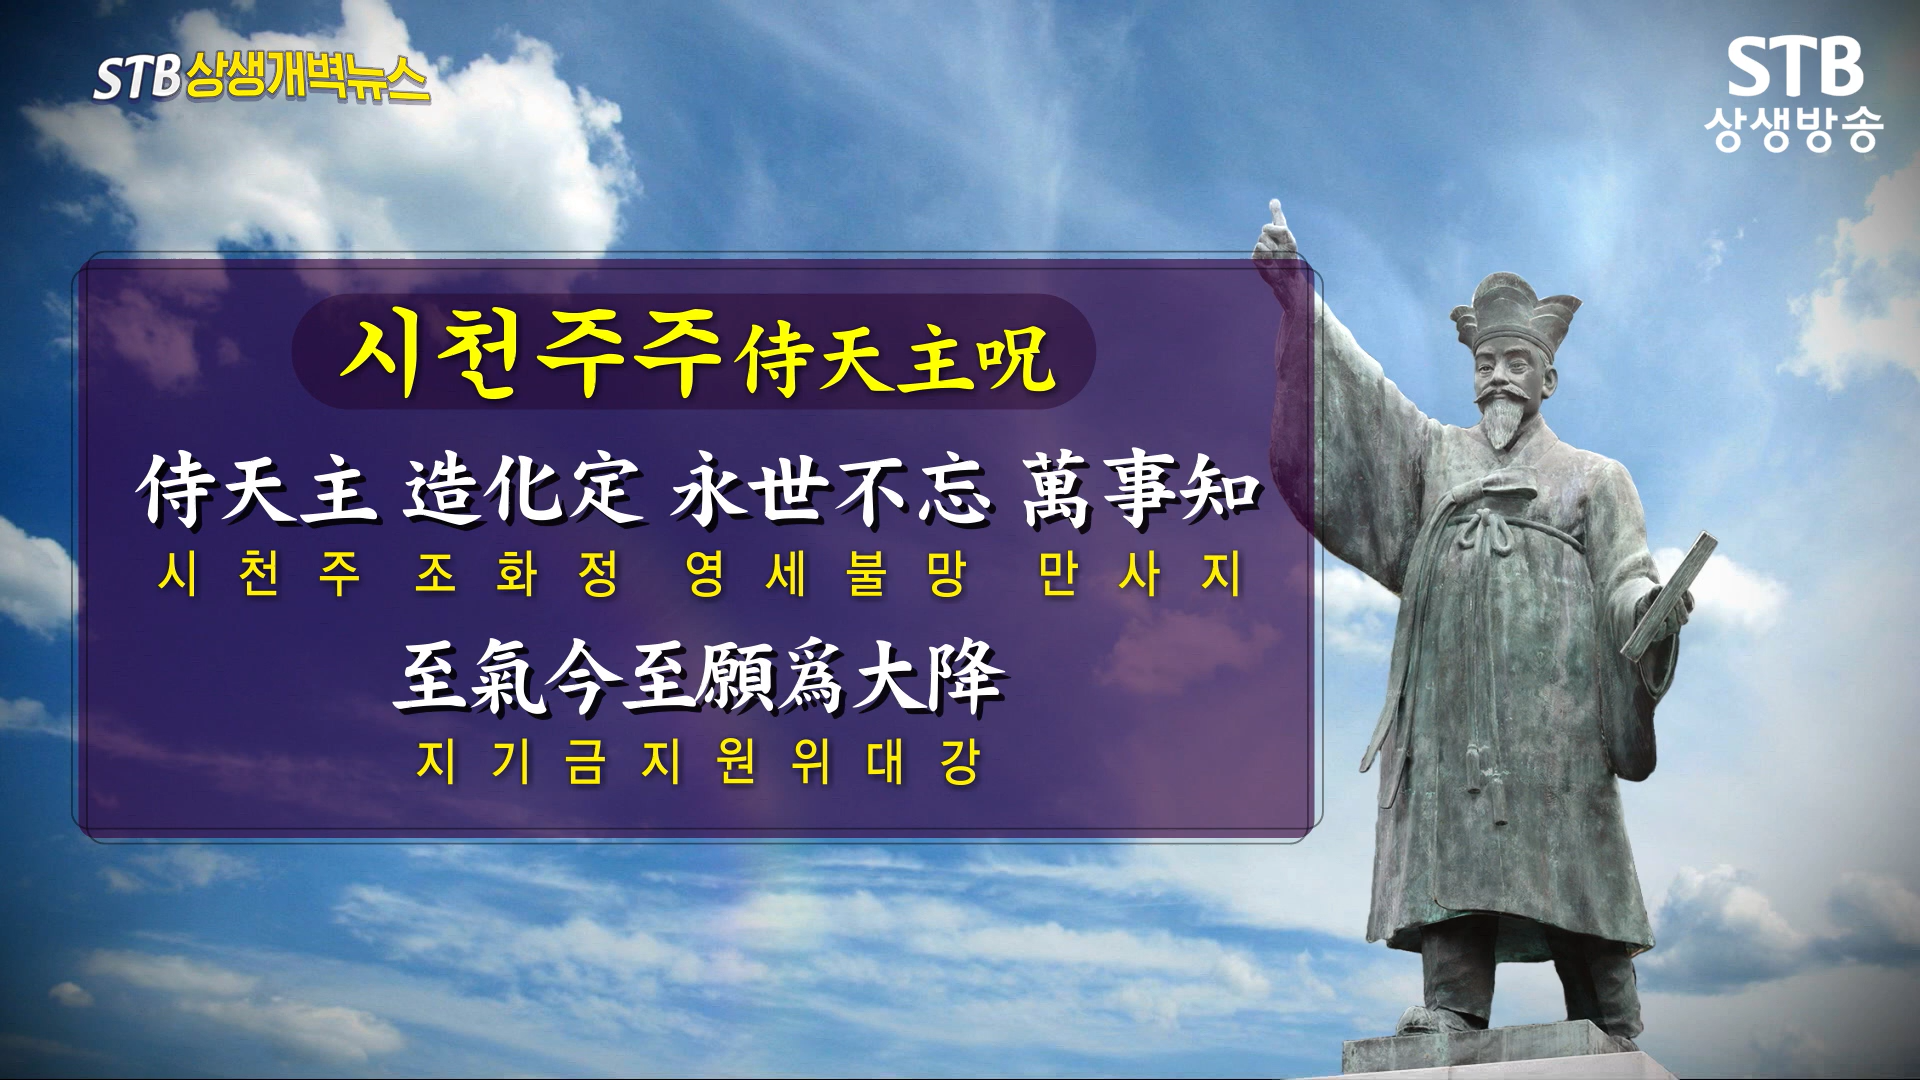 STB상생개벽뉴스
STB
상생방송
시천주주侍天主呪
侍天主 造化定 永世不忘 萬事知
시천주 조화정 영세불망 만사지
至氣今至願爲大降
지기금지원위대강